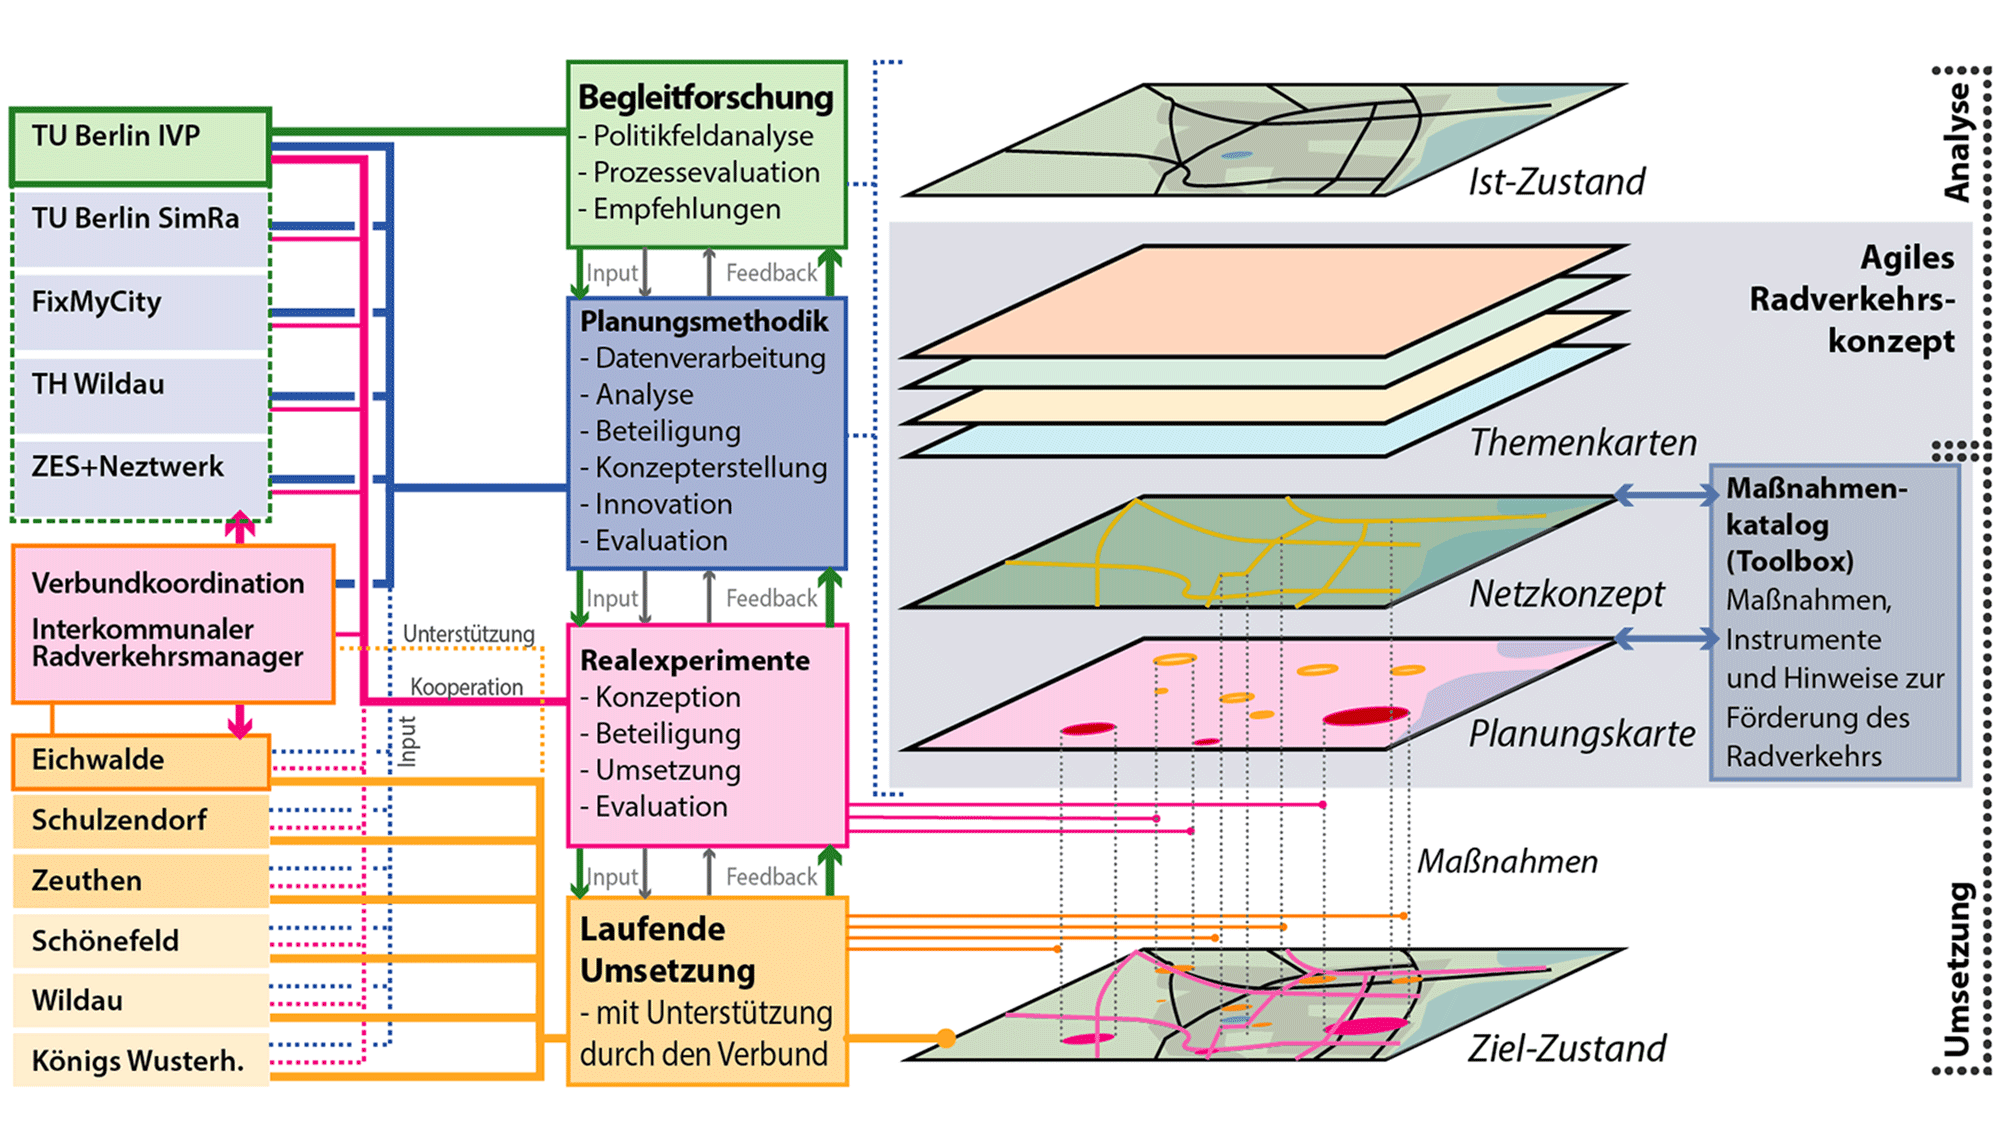 TU Berlin IVP
TU Berlin SimRa
FixMyCity
TH Wildau
ZES+Neztwerk
Verbundkoordination
Interkommunaler
Radverkehrsmanager
Eichwalde
Schulzendorf
Zeuthen
Schönefeld
Wildau
Königs Wusterh.
Unterstützung
Kooperation
Input
Begleitforschung
- Politikfeldanalyse
- Prozessevaluation
- Empfehlungen
Input
Feedback
Planungsmethodik
- Datenverarbeitung
- Analyse
- Beteiligung
- Konzepterstellung
- Innovation
- Evaluation
Input
Feedback
Realexperimente
- Konzeption
- Beteiligung
- Umsetzung
- Evaluation
Input
Feedback
Laufende
Umsetzung
- mit Unterstützung
durch den Verbund
Ist-Zustand
Themenkarten
Netzkonzept
Planungskarte
Maßnahmen
Ziel-Zustand
Agiles
Radverkehrs-
konzept
Maßnahmen-
katalog
(Toolbox)
Maßnahmen,
Instrumente
und Hinweise zur
Förderung des
Radverkehrs
Analyse
Umsetzung